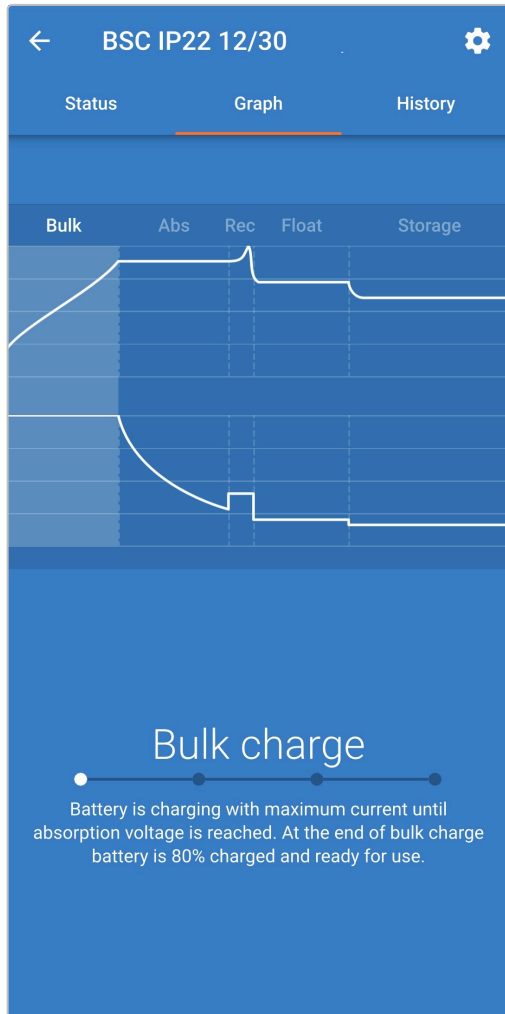 BSC IP22 12/30
Status Graph History
Bulk Abs Rec Float Storage
Bulk charge
Battery is charging with maximum current until
absorption voltage is reached. At the end of bulk charge
battery is 80% charged and ready for use.